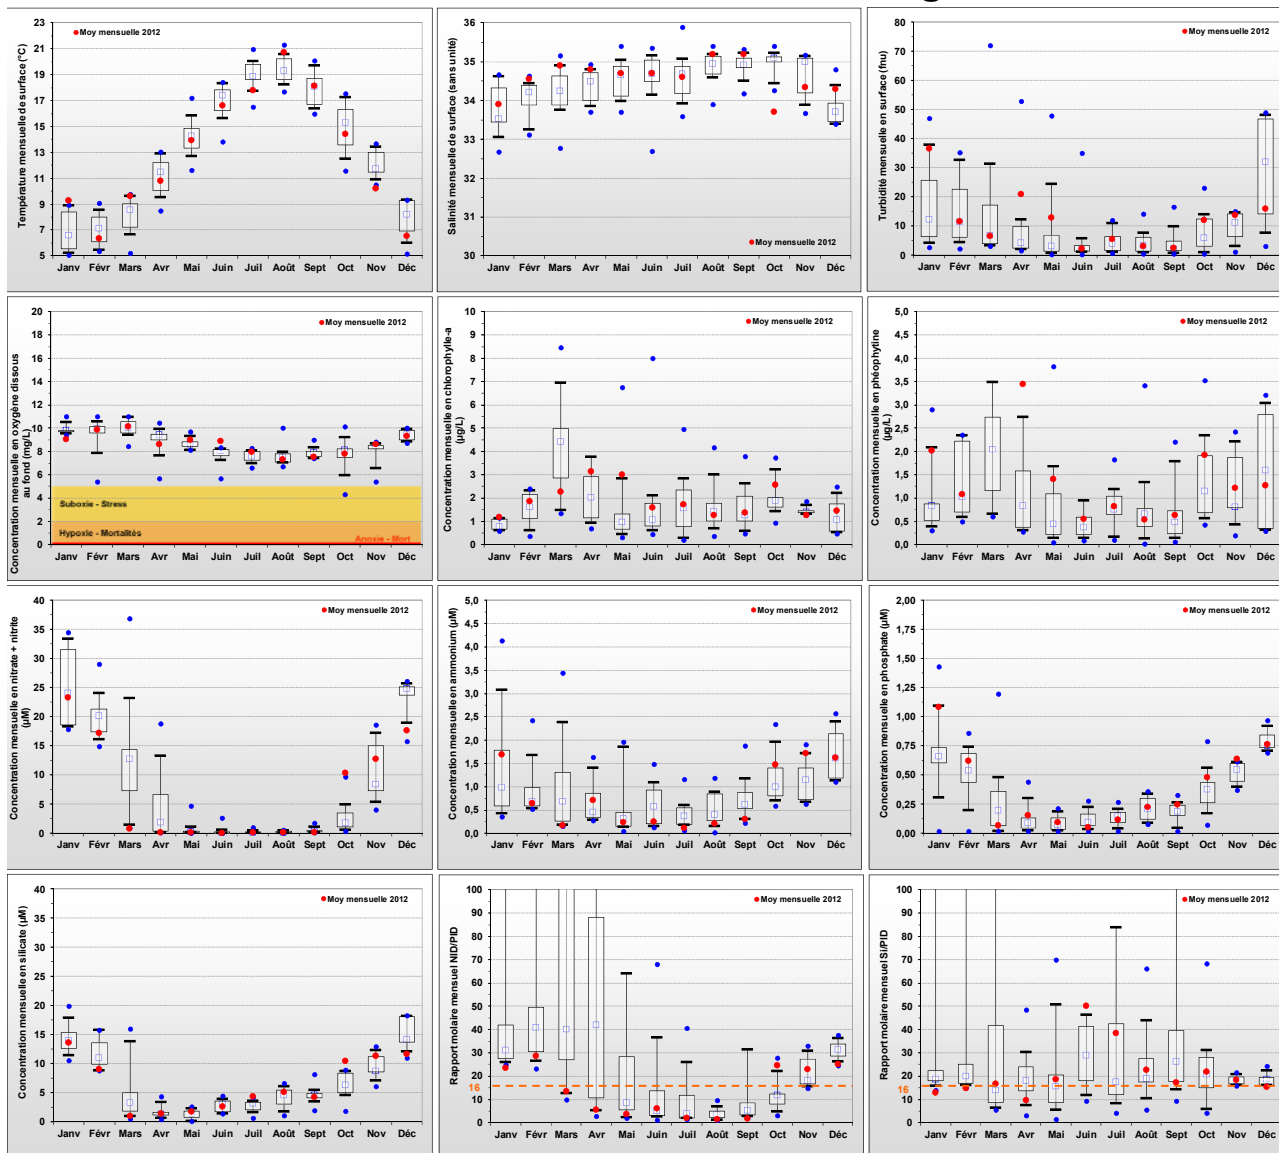 Température mensuelle de surface (°C)
23
21
19
17
15
13
11
9
7
5
Moy mensuelle 2012
Janv Févr Mars Avr Mai Juin Juil Août Sept Oct Nov Déc
Salinité mensuelle de surface (sans unité)
36
35
34
33
32
31
30
Moy mensuelle 2012
Janv Févr Mars Avr Mai Juin Juil Août Sept Oct Nov Déc
Turbidité mensuelle en surface (fnu)
80
70
60
50
40
30
20
10
0
Moy mensuelle 2012
Janv Févr Mars Avr Mai Juin Juil Août Sept Oct Nov Déc
Concentration mensuelle en oxygène dissous
au fond (mg/L)
20
18
16
14
12
10
8
6
4
2
0
Moy mensuelle 2012
Suboxie - Stress
Hypoxie - Mortalités
Anoxie - Mort
Janv Févr Mars Avr Mai Juin Juil Août Sept Oct Nov Déc
Concentration mensuelle en chlorophylle-a
(µg/L)
10
9
8
7
6
5
4
3
2
1
0
Moy mensuelle 2012
Janv Févr Mars Avr Mai Juin Juil Août Sept Oct Nov Déc
Concentration mensuelle en phéophytine
(µg/L)
5,0
4,5
4,0
3,5
3,0
2,5
2,0
1,5
1,0
0,5
0,0
Moy mensuelle 2012
Janv Févr Mars Avr Mai Juin Juil Août Sept Oct Nov Déc
Concentration mensuelle en nitrate + nitrite
(µM)
40
35
30
25
20
15
10
5
0
Moy mensuelle 2012
Janv Févr Mars Avr Mai Juin Juil Août Sept Oct Nov Déc
Concentration mensuelle en ammonium (µM)
5,0
4,5
4,0
3,5
3,0
2,5
2,0
1,5
1,0
0,5
0,0
Moy mensuelle 2012
Janv Févr Mars Avr Mai Juin Juil Août Sept Oct Nov Déc
Concentration mensuelle en phosphate (µM)
2,00
1,75
1,50
1,25
1,00
0,75
0,50
0,25
0,00
Moy mensuelle 2012
Janv Févr Mars Avr Mai Juin Juil Août Sept Oct Nov Déc
Concentration mensuelle en silicate (µM)
40
35
30
25
20
15
10
5
0
Moy mensuelle 2012
Janv Févr Mars Avr Mai Juin Juil Août Sept Oct Nov Déc
Rapport molaire mensuel NID/PID
100
90
80
70
60
50
40
30
20
16
10
0
Moy mensuelle 2012
Janv Févr Mars Avr Mai Juin Juil Août Sept Oct Nov Déc
Rapport molaire mensuel Si/PID
100
90
80
70
60
50
40
30
20
16
10
0
Moy mensuelle 2012
Janv Févr Mars Avr Mai Juin Juil Août Sept Oct Nov Déc